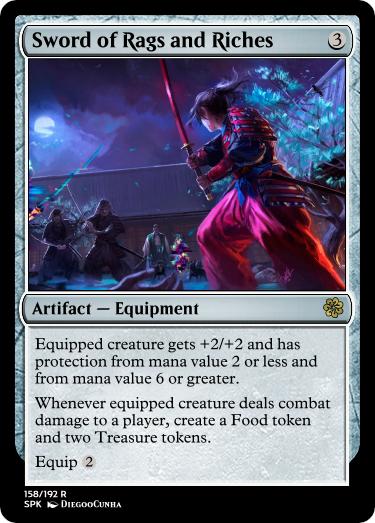 Sword of Rags and Riches 3
Artifact — Equipment
Equipped creature gets +2/+2 and has
protection from mana value 2 or less and
from mana value 6 or greater.
Whenever equipped creature deals combat
damage to a player, create a Food token
and two Treasure tokens.
Equip 2
158/192 R
SPK DiegooCunha